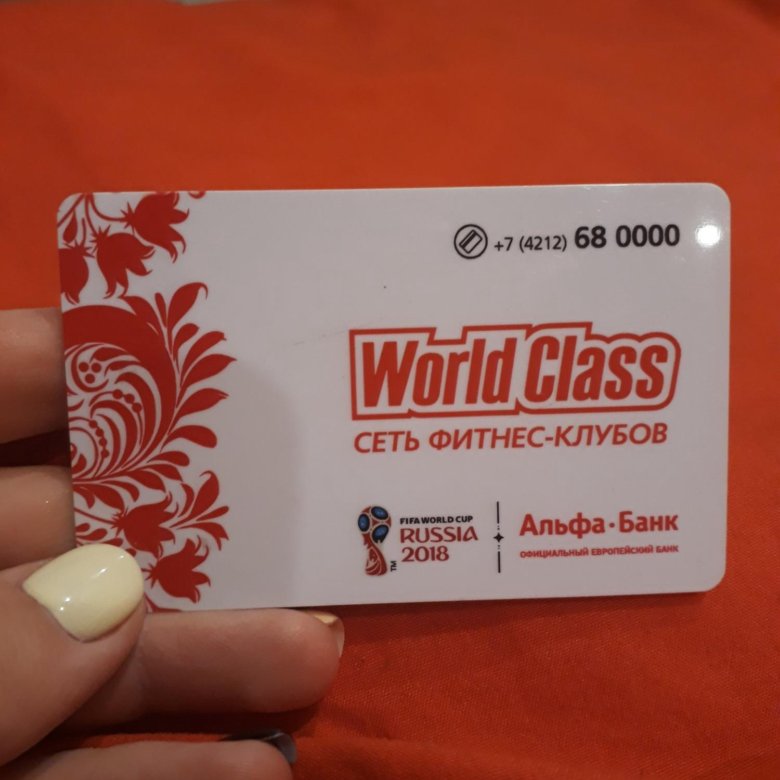 +7 (4212) 68 0000
World Class
СЕТЬ ФИТНЕС-КЛУБОВ
FIFA WORLD CUP
RUSSIA
2018
TM
Альфа·Банк
ОФИЦИАЛЬНЫЙ ЕВРОПЕЙСКИЙ БАНК